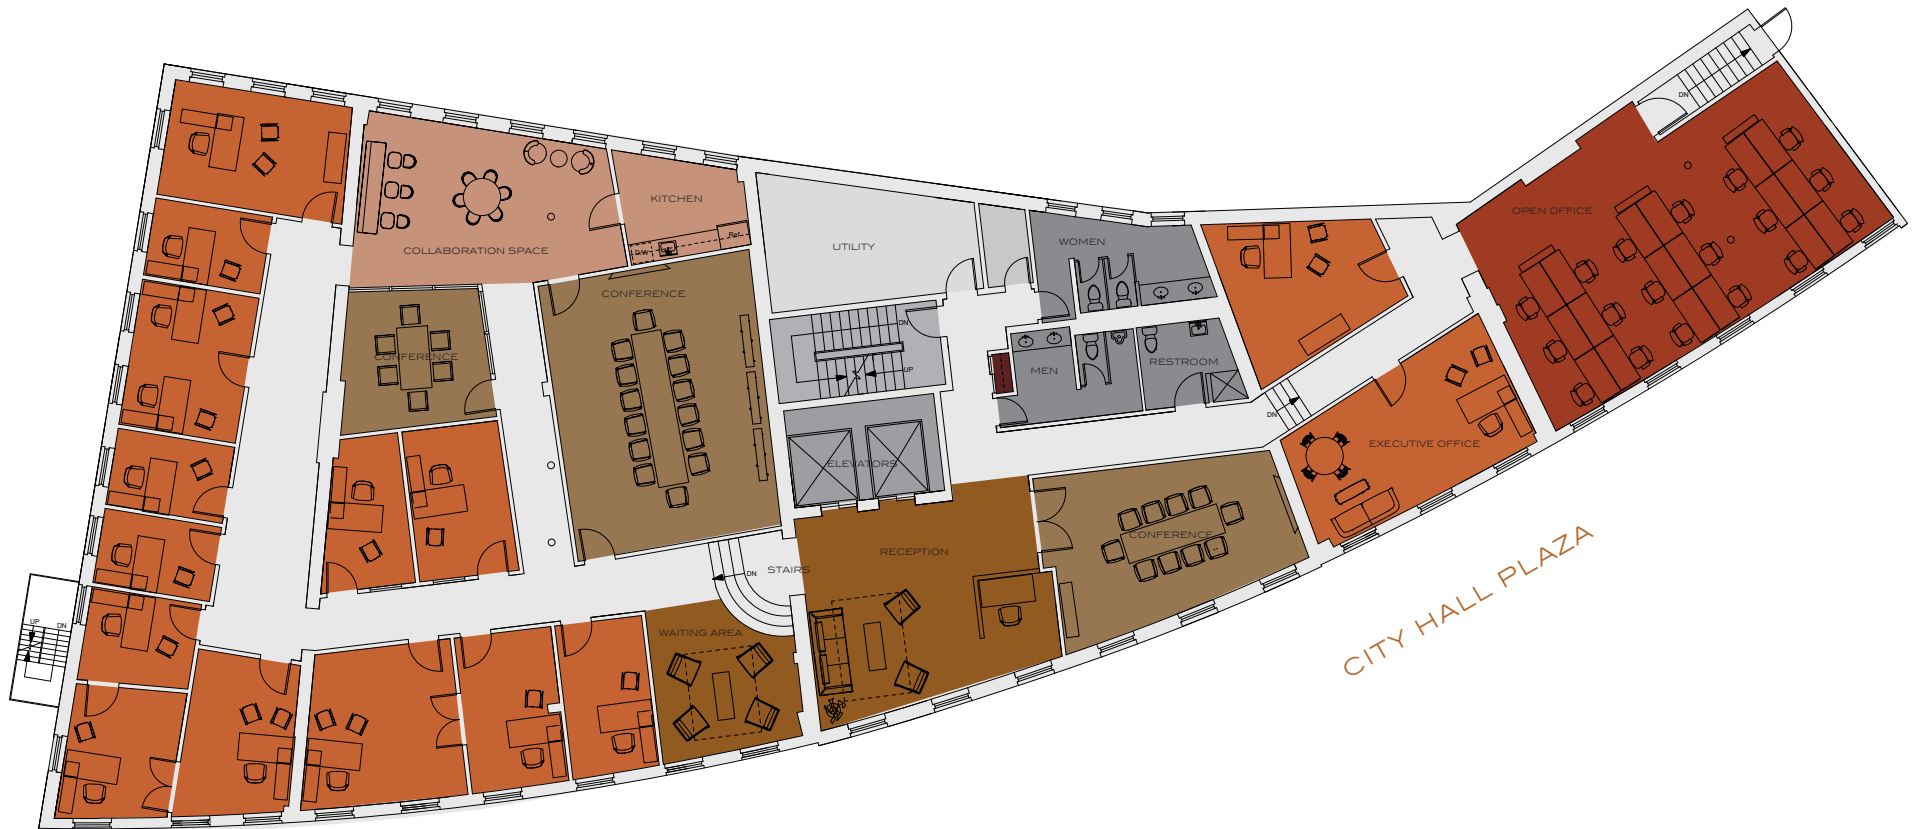 DN
OPEN OFFICE
KITCHEN
Ref.
D/W
COLLABORATION SPACE
UTILITY
WOMEN
CONFERENCE
DN
UP
CONFERENCE
MEN
RESTROOM
DN
EXECUTIVE OFFICE
ELEVATORS
CONFERENCE
RECEPTION
STAIRS
DN
WAITING AREA
UP
DN
CITY HALL PLAZA